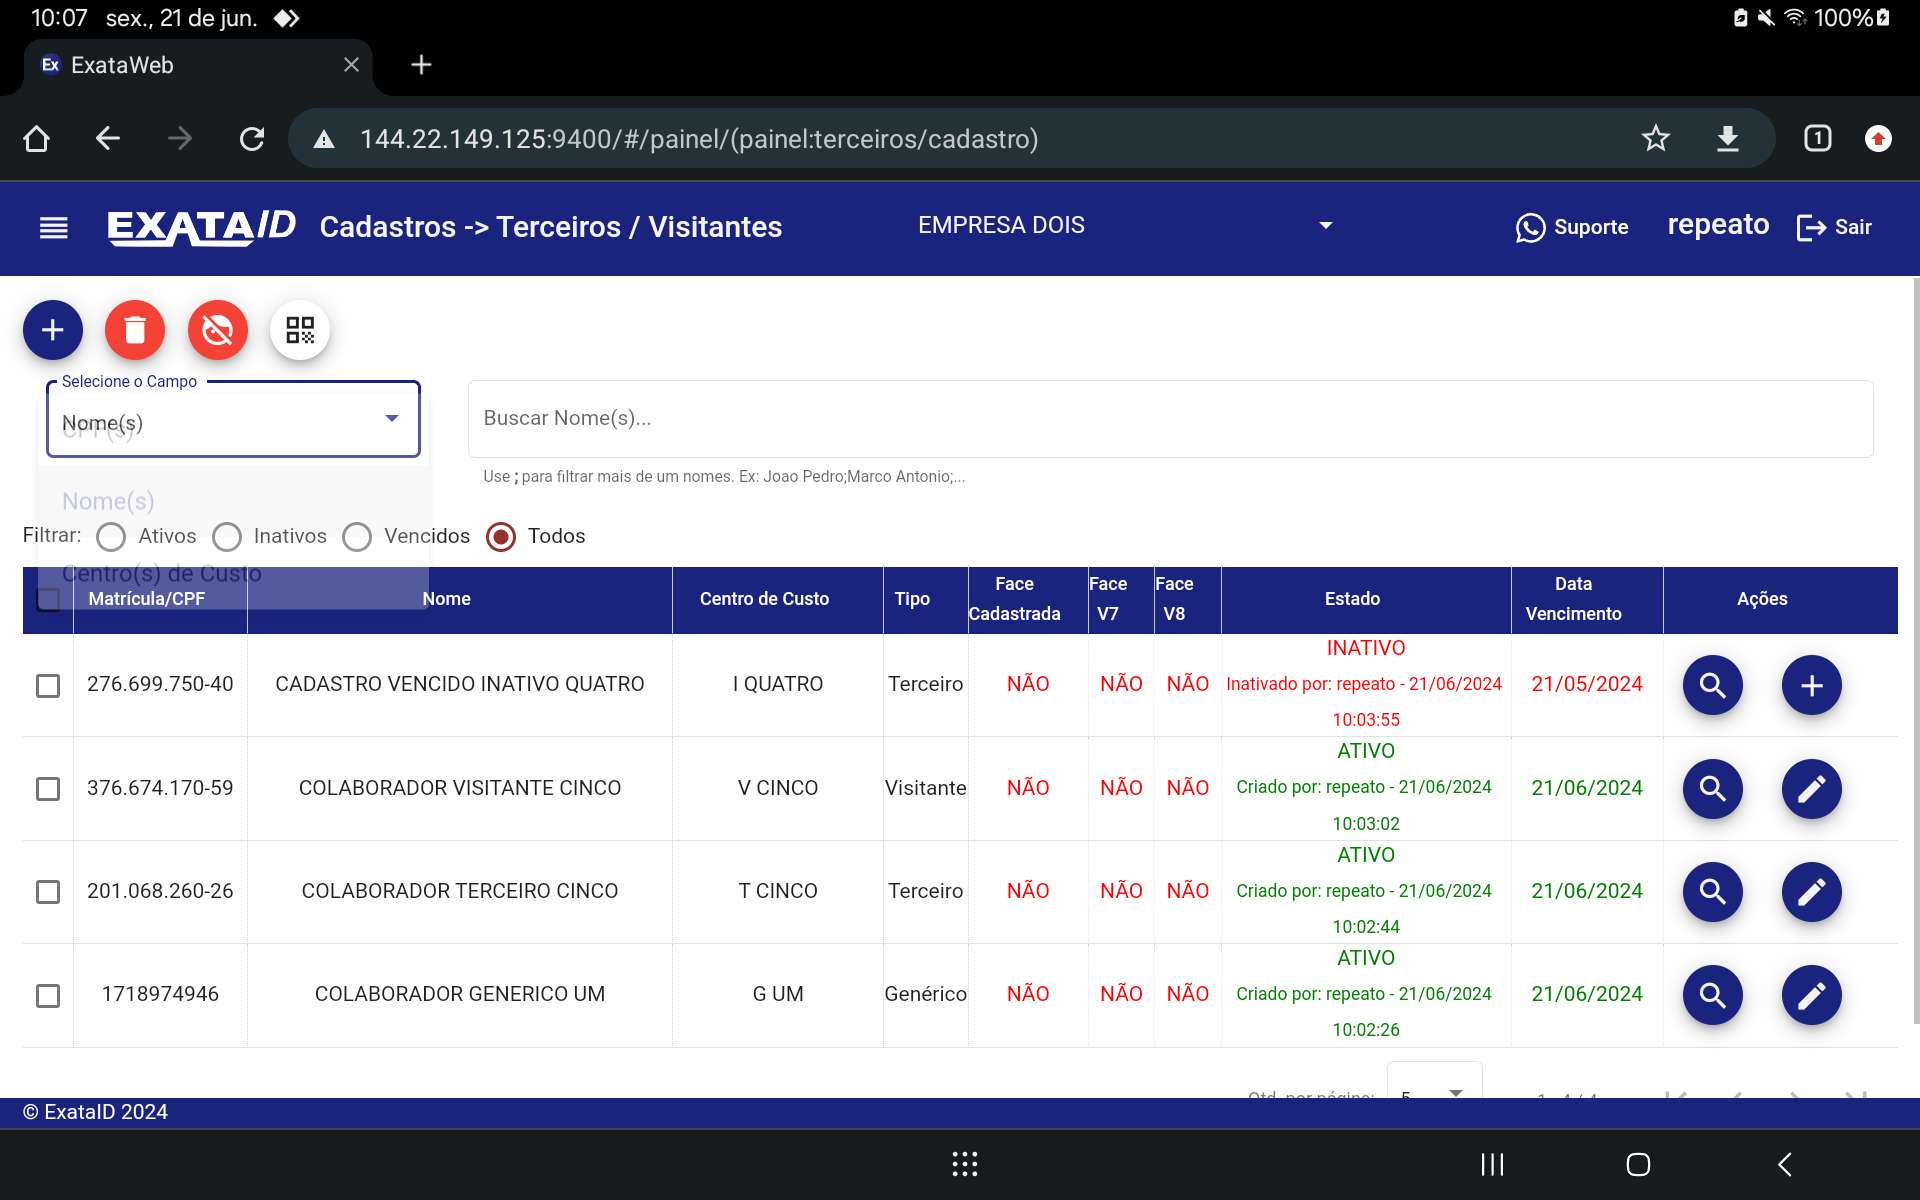 10:07 sex., 21 de jun. 100%
Ex ExataWeb
144.22.149.125:9400/#/painel/(painel:terceiros/cadastro) 1
EXATAID Cadastros -> Terceiros / Visitantes EMPRESA DOIS Suporte repeato Sair
Selecione o Campo
Nome(s) Buscar Nome(s)...
CPF(s)
Use ; para filtrar mais de um nomes. Ex: Joao Pedro;Marco Antonio;...
Nome(s)
Filtrar: Ativos Inativos Vencidos Todos
Centro(s) de Custo
Matrícula/CPF Nome Centro de Custo Tipo Face Cadastrada Face V7 Face V8 Estado Data Vencimento Ações
276.699.750-40 CADASTRO VENCIDO INATIVO QUATRO I QUATRO Terceiro NÃO NÃO NÃO INATIVO Inativado por: repeato - 21/06/2024 10:03:55 21/05/2024
376.674.170-59 COLABORADOR VISITANTE CINCO V CINCO Visitante NÃO NÃO NÃO ATIVO Criado por: repeato - 21/06/2024 10:03:02 21/06/2024
201.068.260-26 COLABORADOR TERCEIRO CINCO T CINCO Terceiro NÃO NÃO NÃO ATIVO Criado por: repeato - 21/06/2024 10:02:44 21/06/2024
1718974946 COLABORADOR GENERICO UM G UM Genérico NÃO NÃO NÃO ATIVO Criado por: repeato - 21/06/2024 10:02:26 21/06/2024
Qtd. por página: 5 1 - 4 / 4
© ExataID 2024